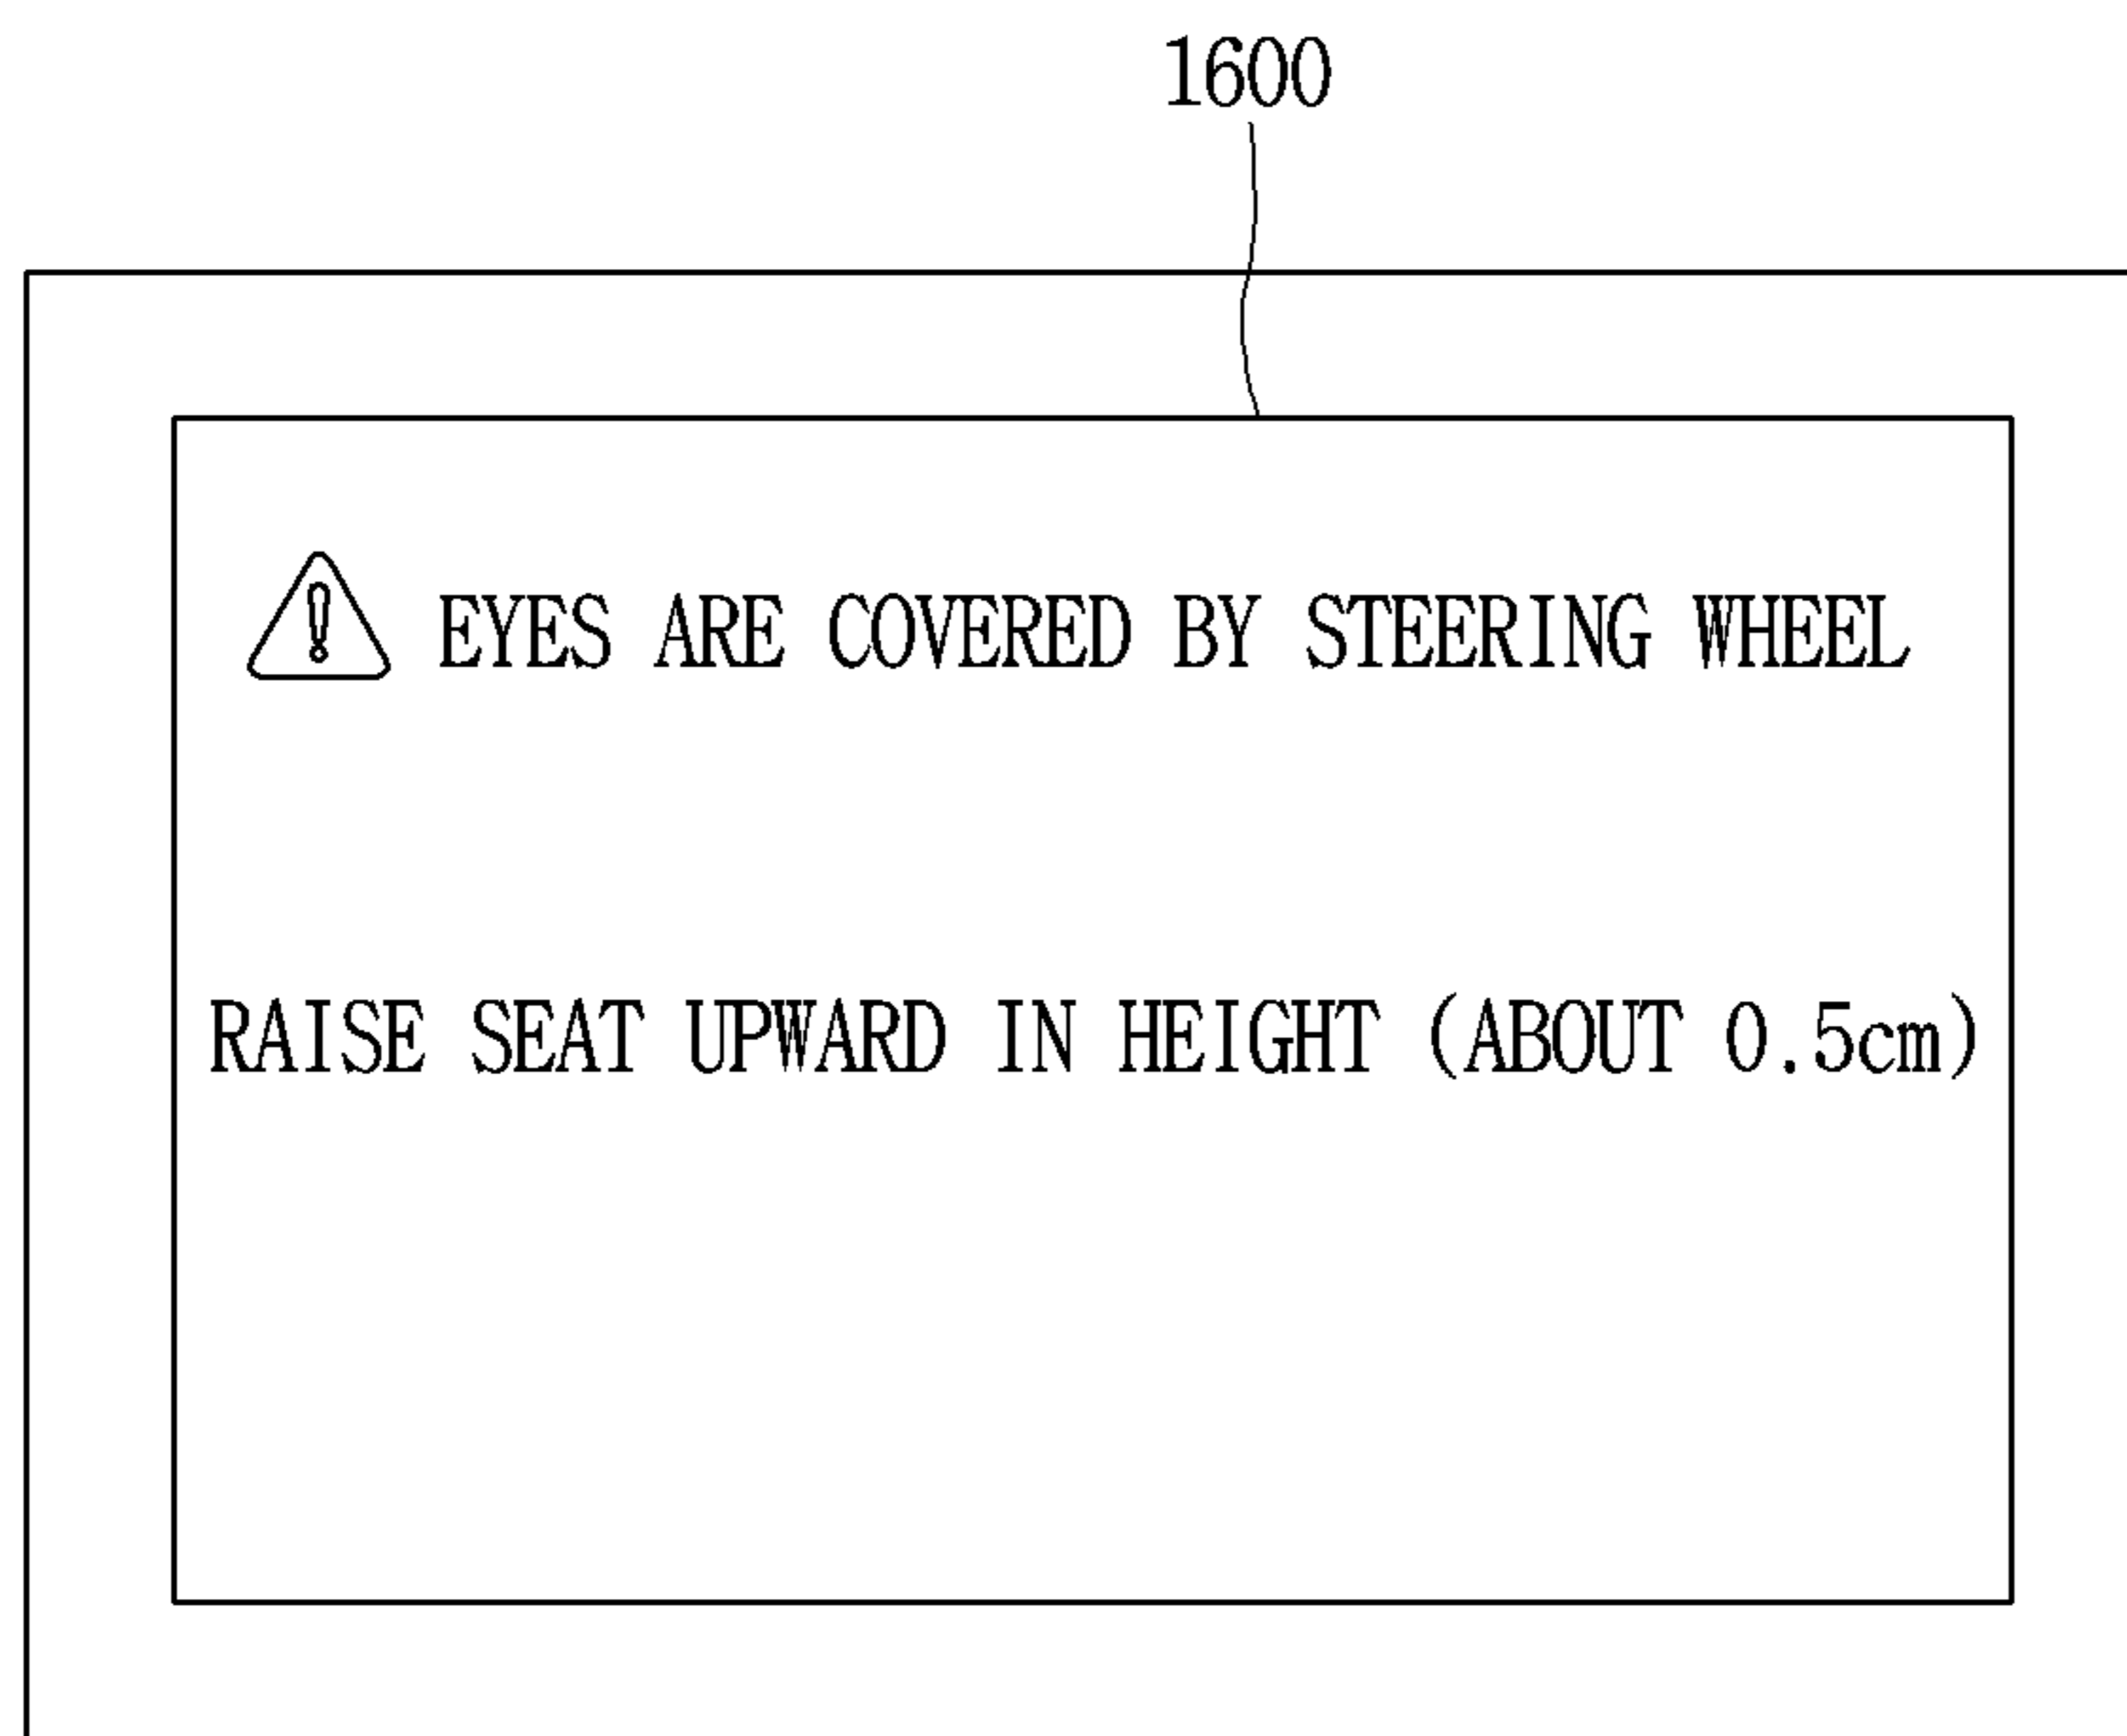 1600
EYES ARE COVERED BY STEERING WHEEL
RAISE SEAT UPWARD IN HEIGHT (ABOUT 0.5cm)